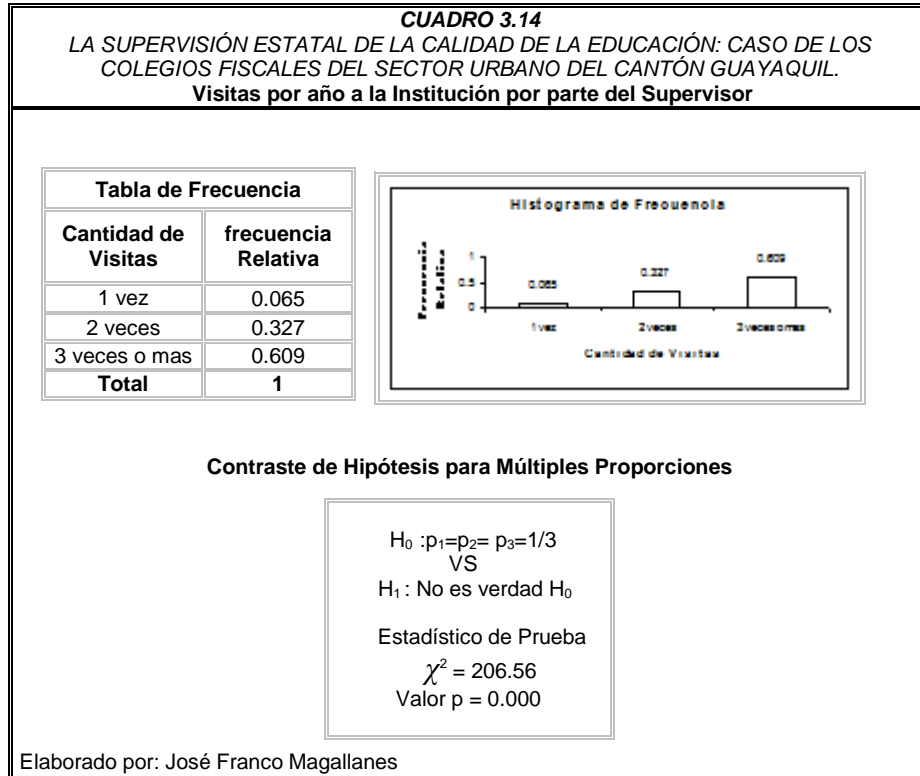 CUADRO 3.14
LA SUPERVISIÓN ESTATAL DE LA CALIDAD DE LA EDUCACIÓN: CASO DE LOS
COLEGIOS FISCALES DEL SECTOR URBANO DEL CANTÓN GUAYAQUIL.
Visitas por año a la Institución por parte del Supervisor
Tabla de Frecuencia
Cantidad de Visitas frecuencia Relativa
1 vez 0.065
2 veces 0.327
3 veces o mas 0.609
Total 1
Histograma de Frecuencia
1
0.5
0
0.065
0.327
0.609
1 vez 2 veces 3 veces o mas
Cantidad de Visitas
Contraste de Hipótesis para Múltiples Proporciones
H₀ :p₁=p₂= p₃=1/3
VS
H₁ : No es verdad H₀
Estadístico de Prueba
χ² = 206.56
Valor p = 0.000
Elaborado por: José Franco Magallanes